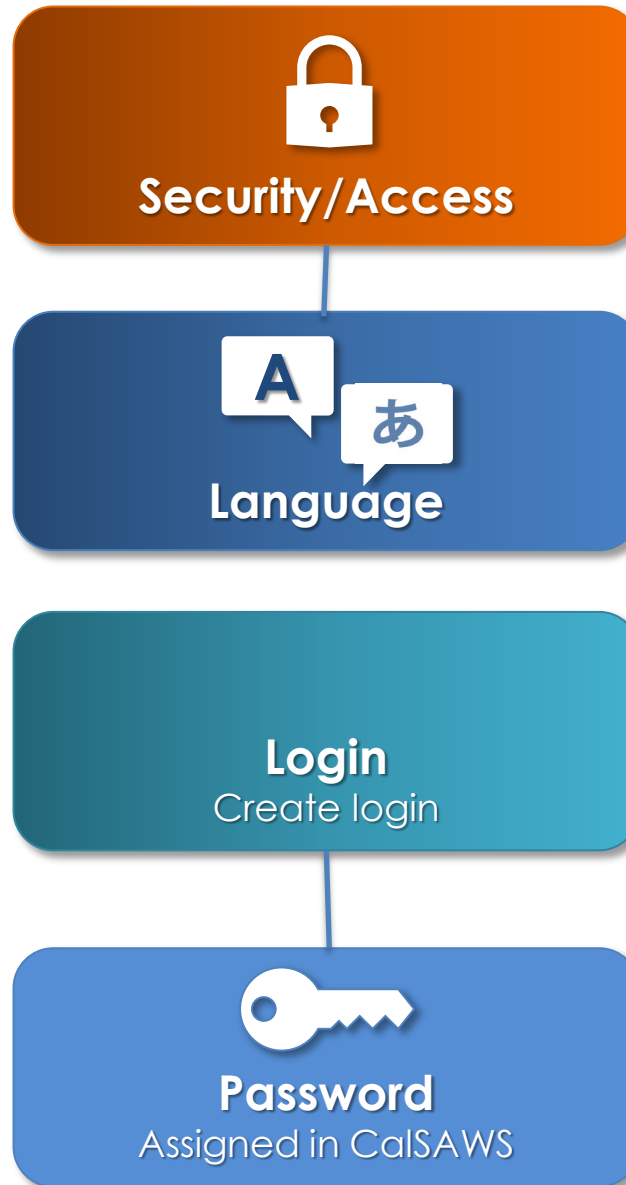 Security/Access
A
あ
Language
Login
Create login
Password
Assigned in CalSAWS